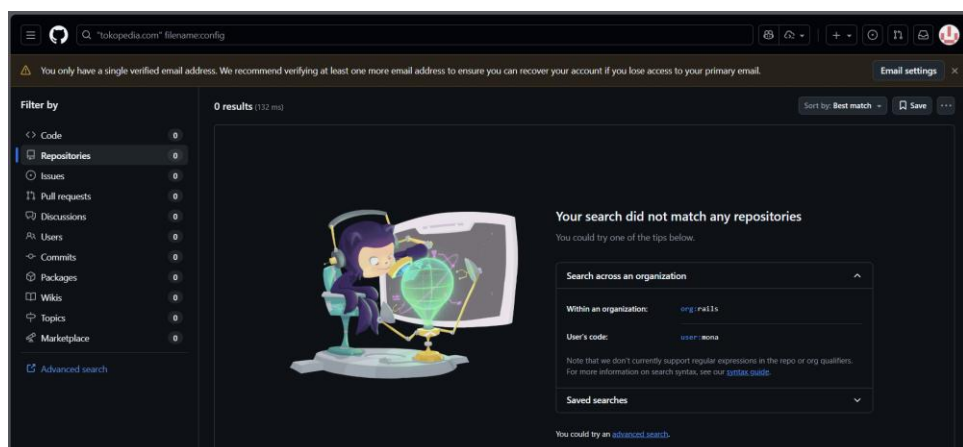 "tokopedia.com" filename:config
You only have a single verified email address. We recommend verifying at least one more email address to ensure you can recover your account if you lose access to your primary email.
Email settings
Filter by
Code 0
Repositories 0
Issues 0
Pull requests 0
Discussions 0
Users 0
Commits 0
Packages 0
Wikis 0
Topics 0
Marketplace 0
Advanced search
0 results (132 ms)
Sort by: Best match
Save
Your search did not match any repositories
You could try one of the tips below.
Search across an organization
Within an organization: org:rails
User's code: user:mona
Note that we don't currently support regular expressions in the repo or org qualifiers.
For more information on search syntax, see our syntax guide.
Saved searches
You could try an advanced search.